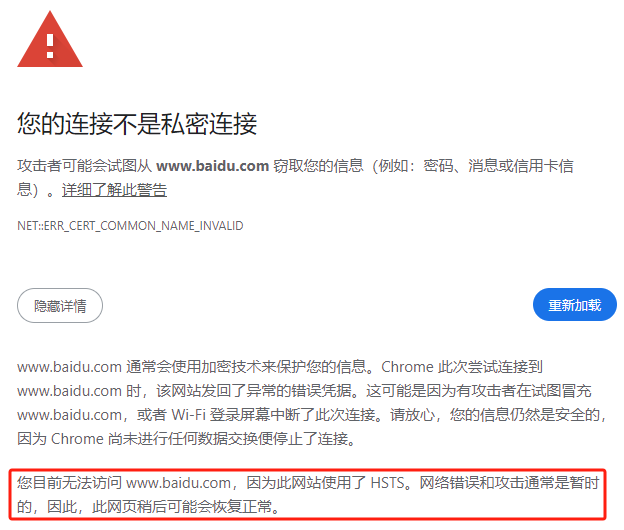 您的连接不是私密连接
攻击者可能会试图从 www.baidu.com 窃取您的信息（例如：密码、消息或信用卡信
息）。详细了解此警告
NET::ERR_CERT_COMMON_NAME_INVALID
隐藏详情
重新加载
www.baidu.com 通常会使用加密技术来保护您的信息。Chrome 此次尝试连接到
www.baidu.com 时，该网站发回了异常的错误凭据。这可能是因为有攻击者在试图冒充
www.baidu.com，或者 Wi-Fi 登录屏幕中断了此次连接。请放心，您的信息仍然是安全的，
因为 Chrome 尚未进行任何数据交换便停止了连接。
您目前无法访问 www.baidu.com，因为此网站使用了 HSTS。网络错误和攻击通常是暂时
的，因此，此网页稍后可能会恢复正常。